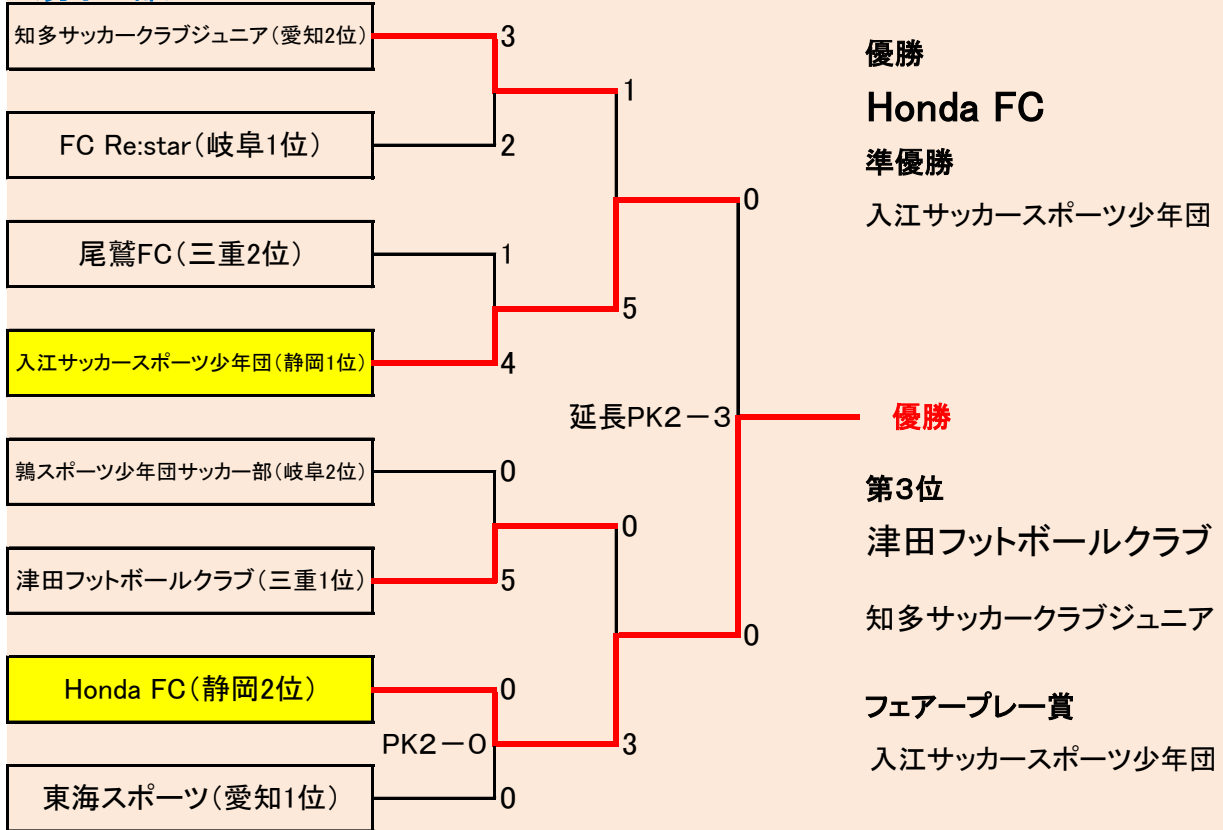 知多サッカークラブジュニア(愛知2位)
3
1
FC Re:star(岐阜1位)
2
0
尾鷲FC(三重2位)
1
5
入江サッカースポーツ少年団(静岡1位)
4
延長PK2-3
優勝
鶉スポーツ少年団サッカー部(岐阜2位)
0
0
津田フットボールクラブ(三重1位)
5
0
Honda FC(静岡2位)
0
PK2-0
3
東海スポーツ(愛知1位)
0
優勝
Honda FC
準優勝
入江サッカースポーツ少年団
第3位
津田フットボールクラブ
知多サッカークラブジュニア
フェアープレー賞
入江サッカースポーツ少年団